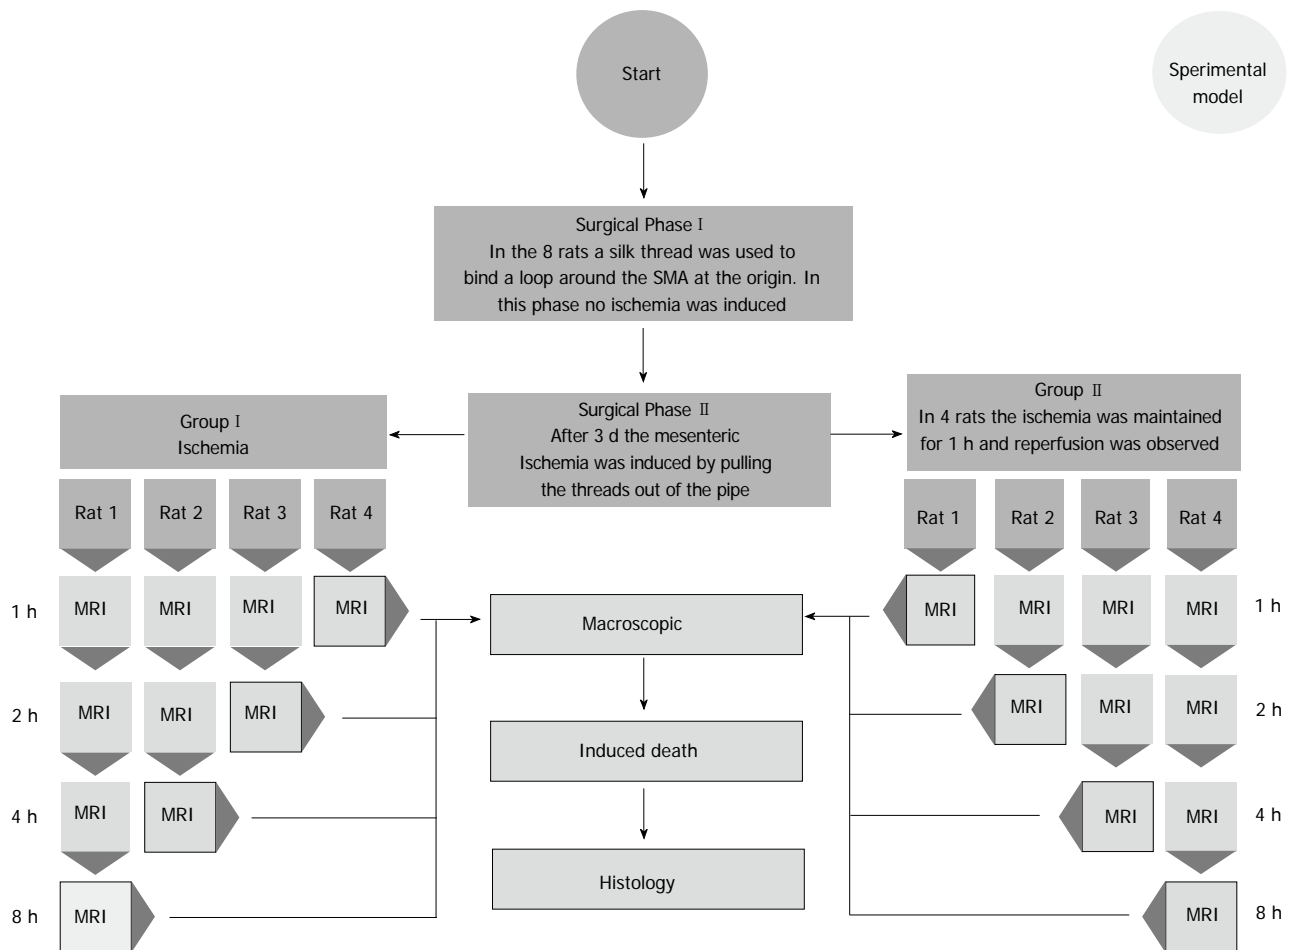 Start
Sperimental
model
Surgical Phase Ⅰ
In the 8 rats a silk thread was used to
bind a loop around the SMA at the origin. In
this phase no ischemia was induced
Group Ⅰ
Ischemia
Surgical Phase Ⅱ
After 3 d the mesenteric
Ischemia was induced by pulling
the threads out of the pipe
Group Ⅱ
In 4 rats the ischemia was maintained
for 1 h and reperfusion was observed
Rat 1 Rat 2 Rat 3 Rat 4
Rat 1 Rat 2 Rat 3 Rat 4
1 h MRI MRI MRI MRI
Macroscopic
MRI MRI MRI MRI 1 h
2 h MRI MRI MRI
Induced death
MRI MRI MRI 2 h
4 h MRI MRI
MRI MRI 4 h
Histology
8 h MRI
MRI 8 h